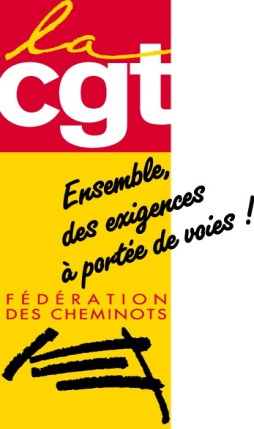 la
cgt
Ensemble,
des exigences
à portée de voies !
FÉDÉRATION
DES CHEMINOTS